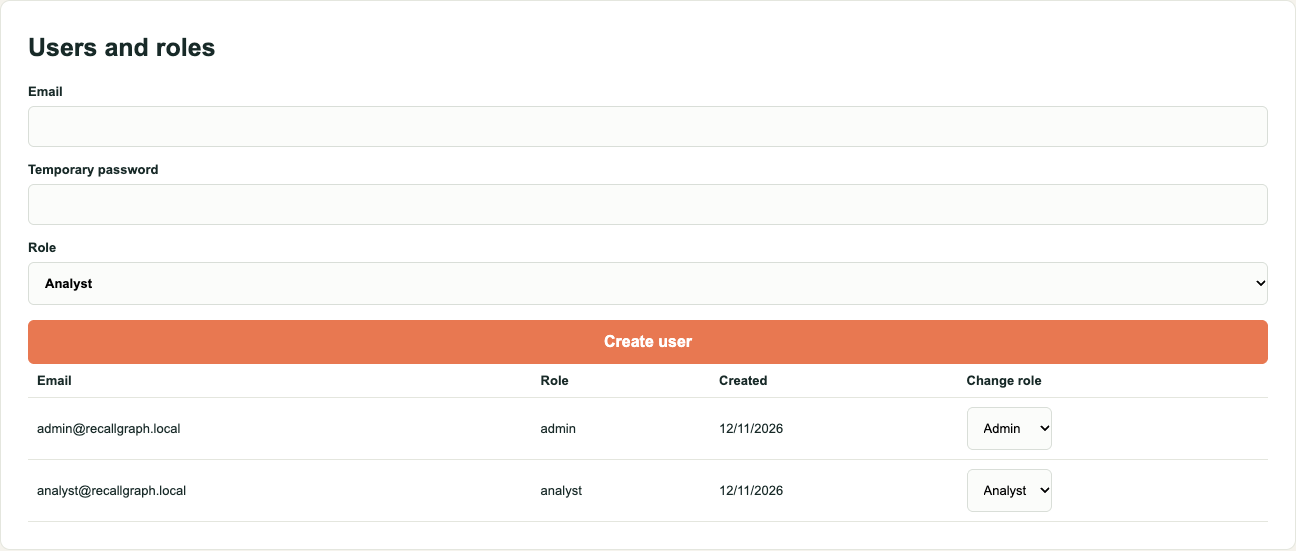 Users and roles
Email
Temporary password
Role
Analyst
Create user
Email Role Created Change role
admin@recallgraph.local admin 12/11/2026 Admin
analyst@recallgraph.local analyst 12/11/2026 Analyst